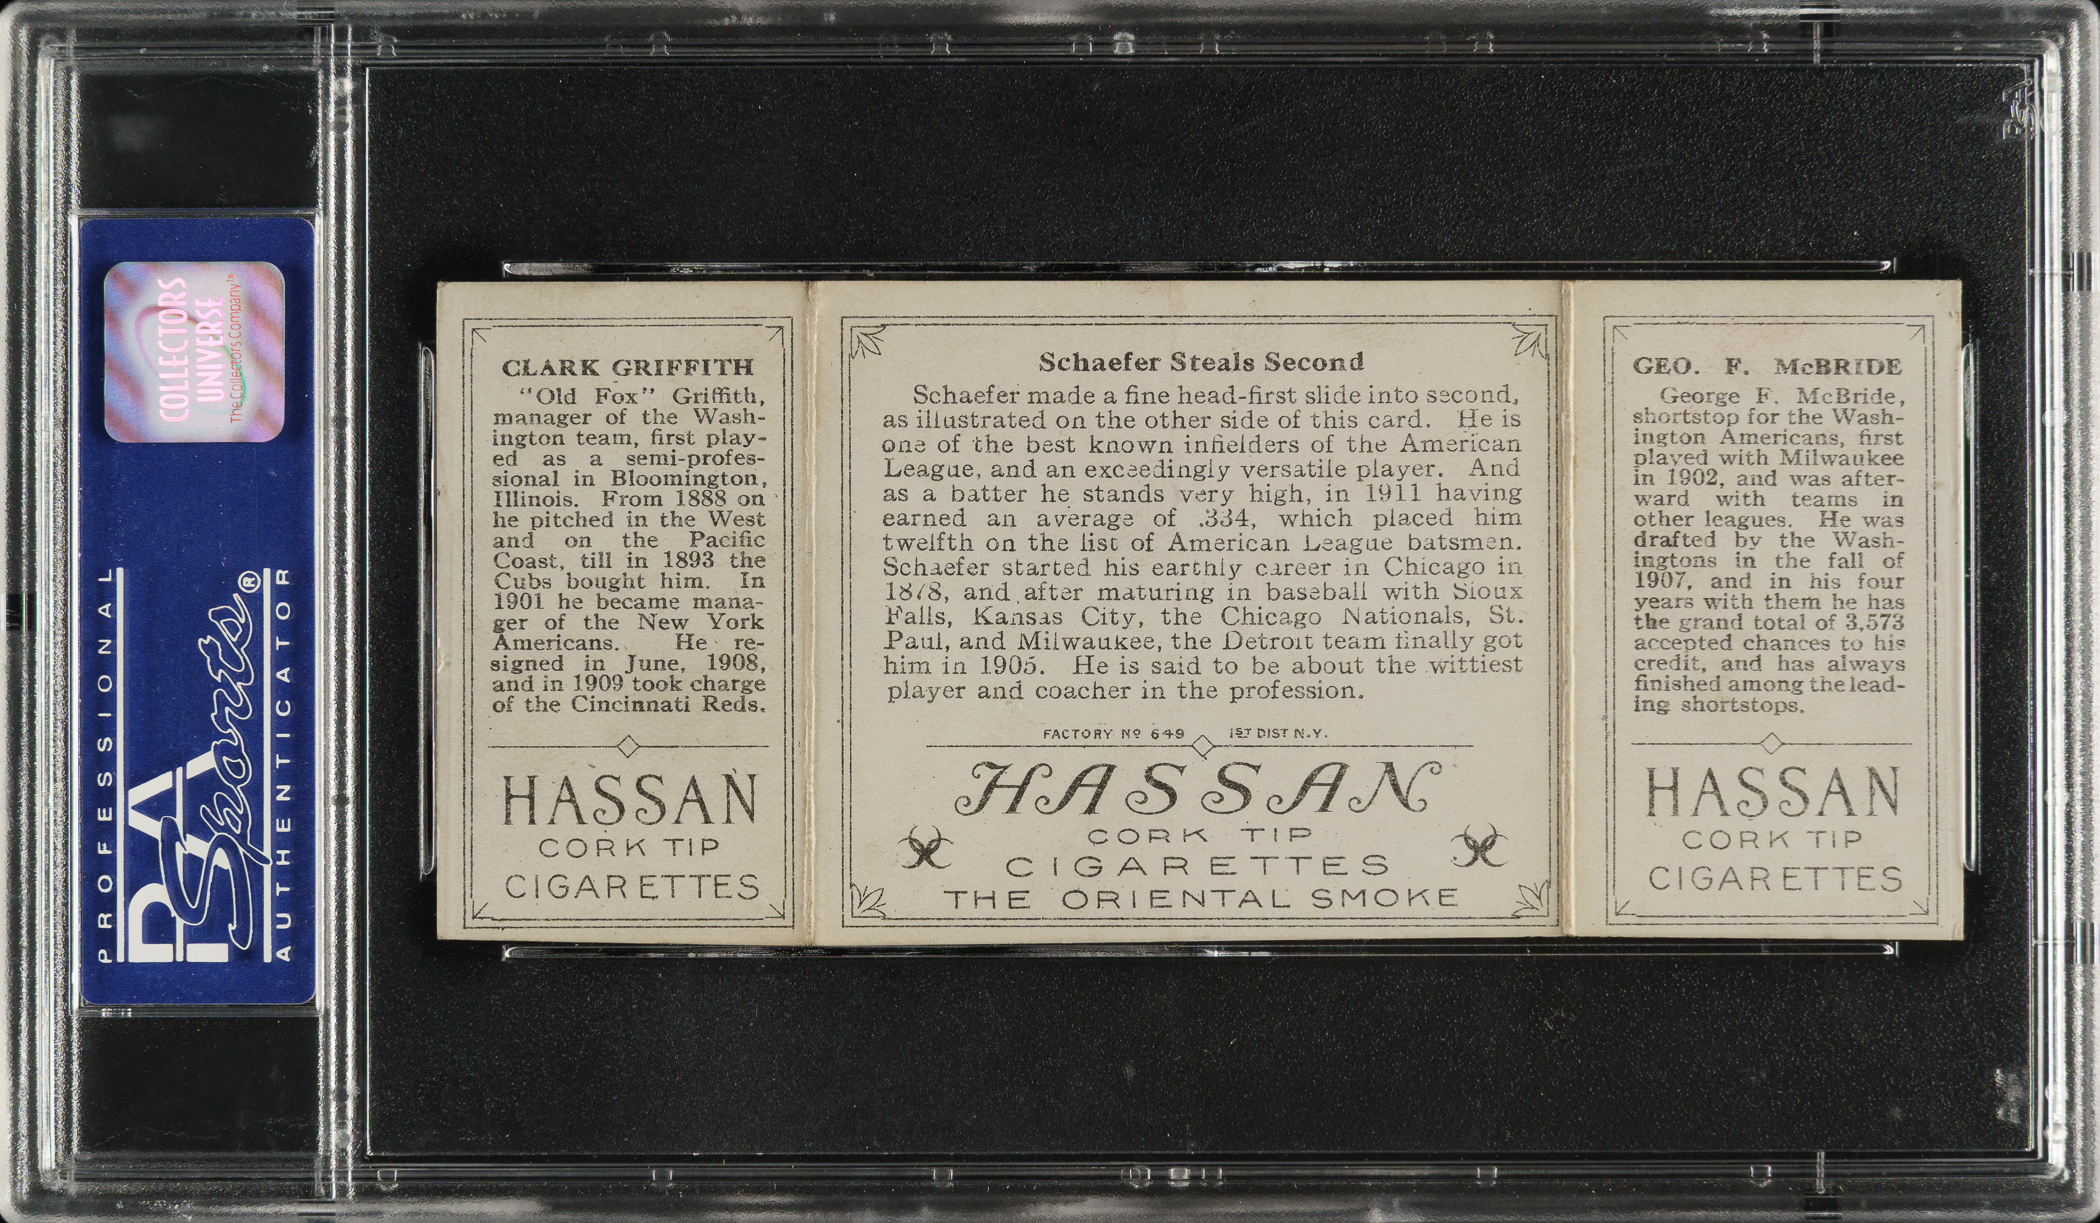 COLLECTORS
UNIVERSE
The Collectors Company™
PROFESSIONAL
PSA
Sports®
AUTHENTICATOR
CLARK GRIFFITH
"Old Fox" Griffith,
manager of the Wash-
ington team, first play-
ed as a semi-profes-
sional in Bloomington,
Illinois. From 1888 on
he pitched in the West
and on the Pacific
Coast, till in 1893 the
Cubs bought him. In
1901 he became mana-
ger of the New York
Americans. He re-
signed in June, 1908,
and in 1909 took charge
of the Cincinnati Reds.
HASSAN
CORK TIP
CIGARETTES
Schaefer Steals Second
Schaefer made a fine head-first slide into second,
as illustrated on the other side of this card. He is
one of the best known infielders of the American
League, and an exceedingly versatile player. And
as a batter he stands very high, in 1911 having
earned an average of .334, which placed him
twelfth on the list of American League batsmen.
Schaefer started his earthly career in Chicago in
1878, and after maturing in baseball with Sioux
Falls, Kansas City, the Chicago Nationals, St.
Paul, and Milwaukee, the Detroit team finally got
him in 1905. He is said to be about the wittiest
player and coacher in the profession.
FACTORY Nº 649 1ST DIST N.Y.
HASSAN
CORK TIP
CIGARETTES
THE ORIENTAL SMOKE
GEO. F. McBRIDE
George F. McBride,
shortstop for the Wash-
ington Americans, first
played with Milwaukee
in 1902, and was after-
ward with teams in
other leagues. He was
drafted by the Wash-
ingtons in the fall of
1907, and in his four
years with them he has
the grand total of 3,573
accepted chances to his
credit, and has always
finished among the lead-
ing shortstops.
HASSAN
CORK TIP
CIGARETTES